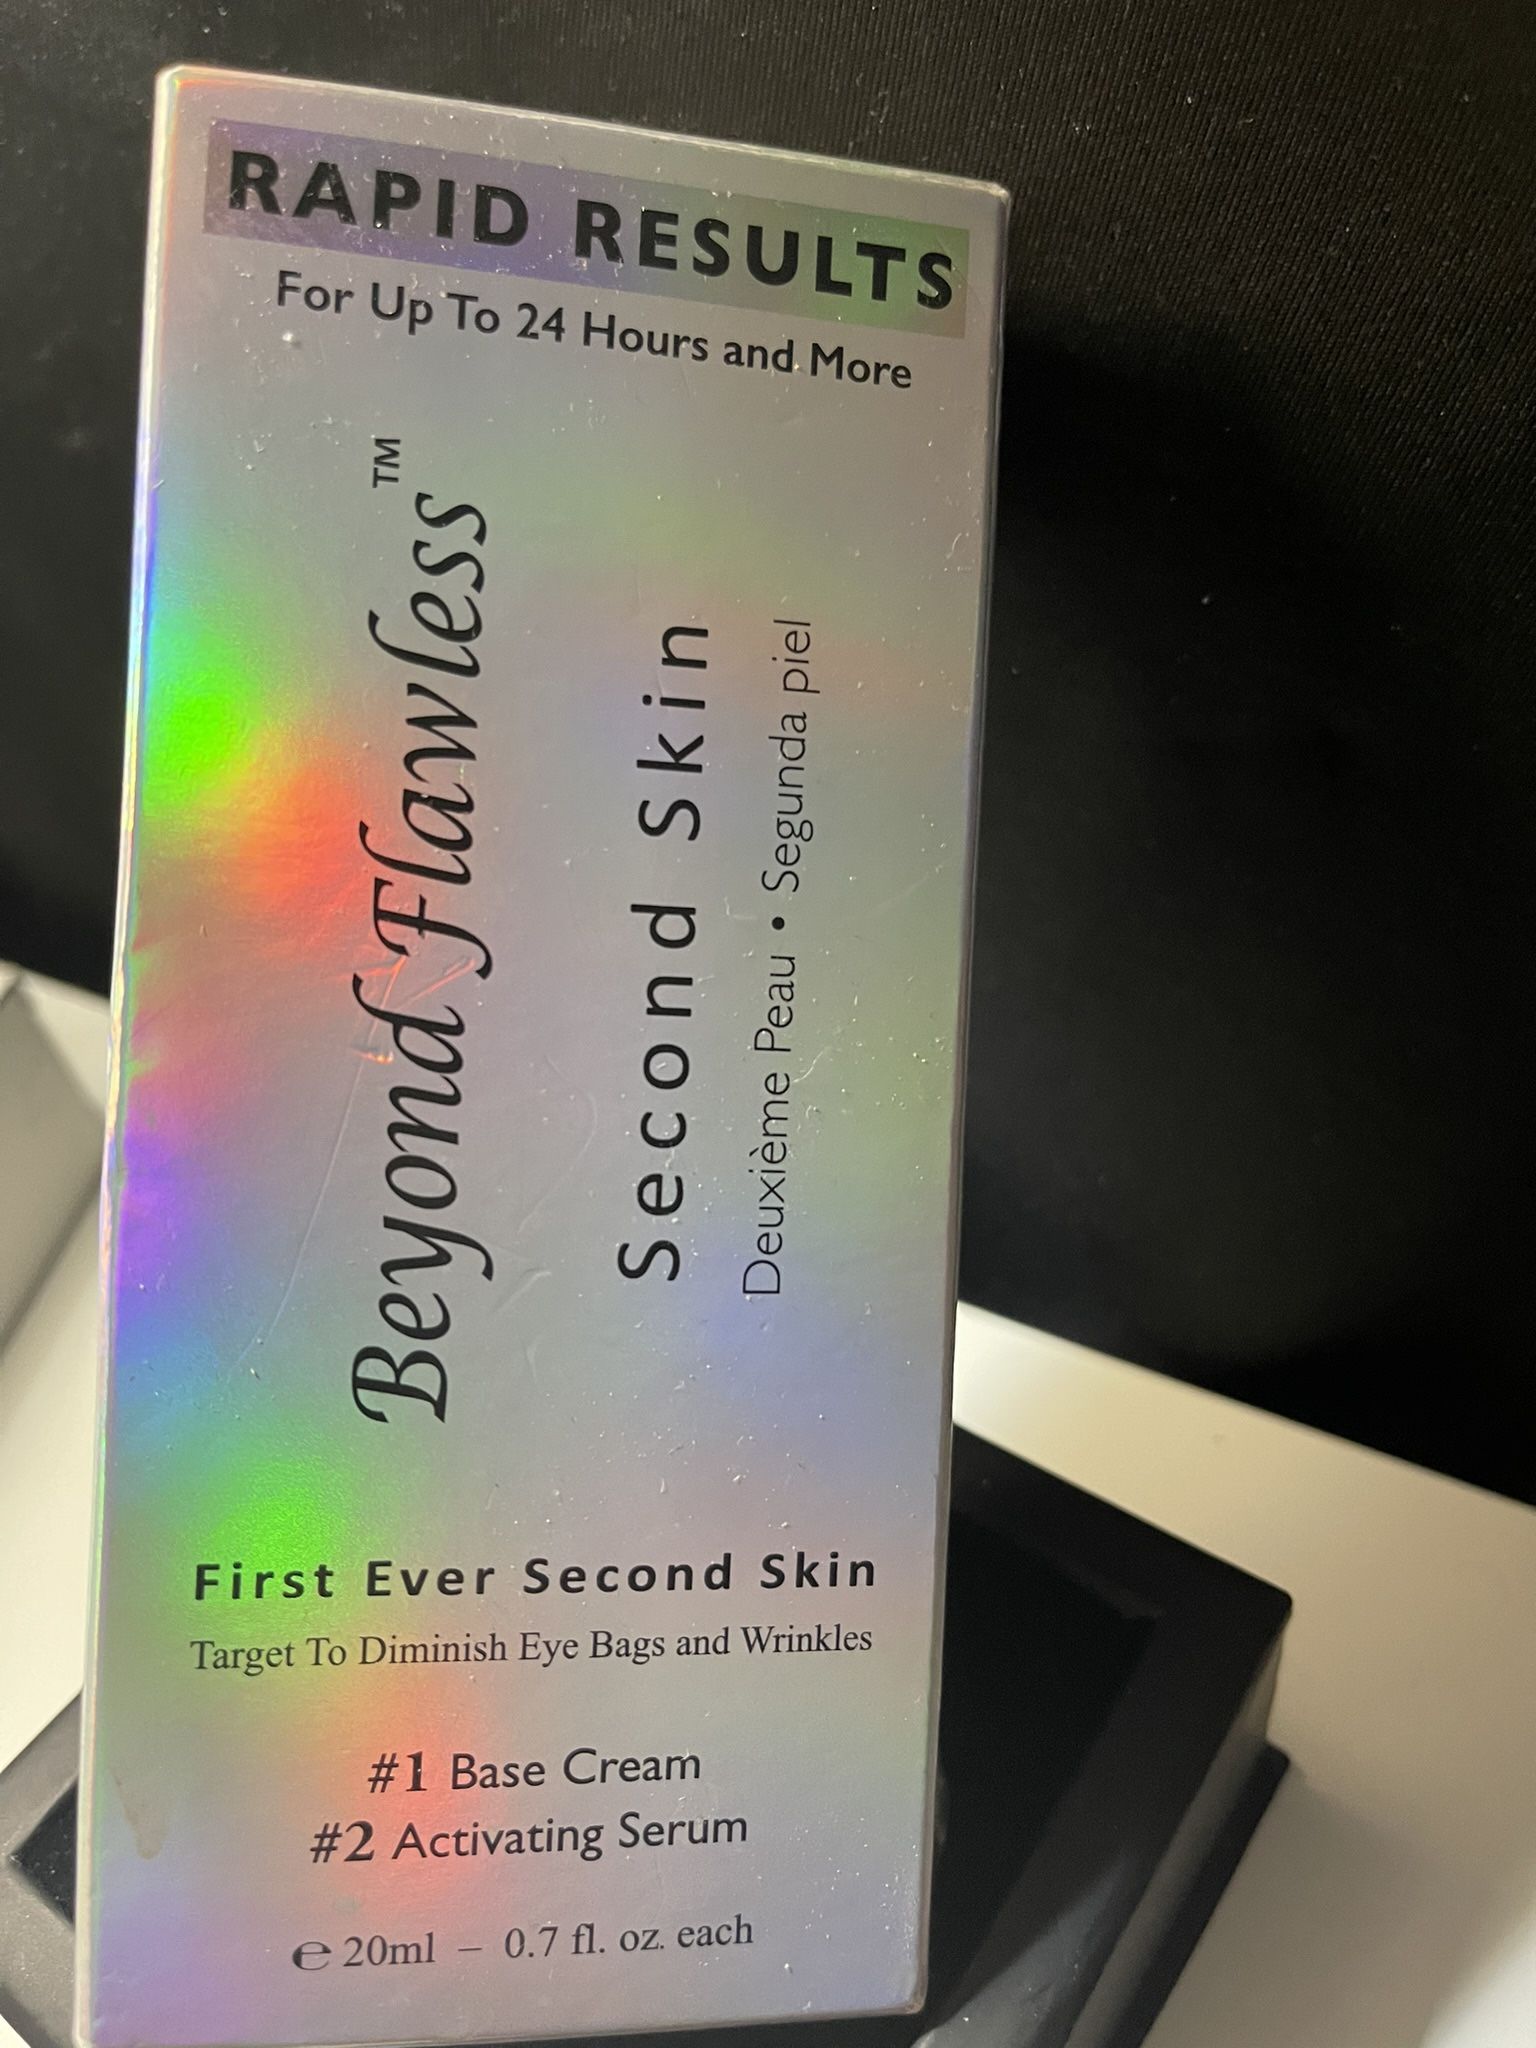 RAPID RESULTS
For Up To 24 Hours and More
Beyond Flawless™
Second Skin
Deuxième Peau • Segunda piel
First Ever Second Skin
Target To Diminish Eye Bags and Wrinkles
#1 Base Cream
#2 Activating Serum
℮ 20ml – 0.7 fl. oz. each